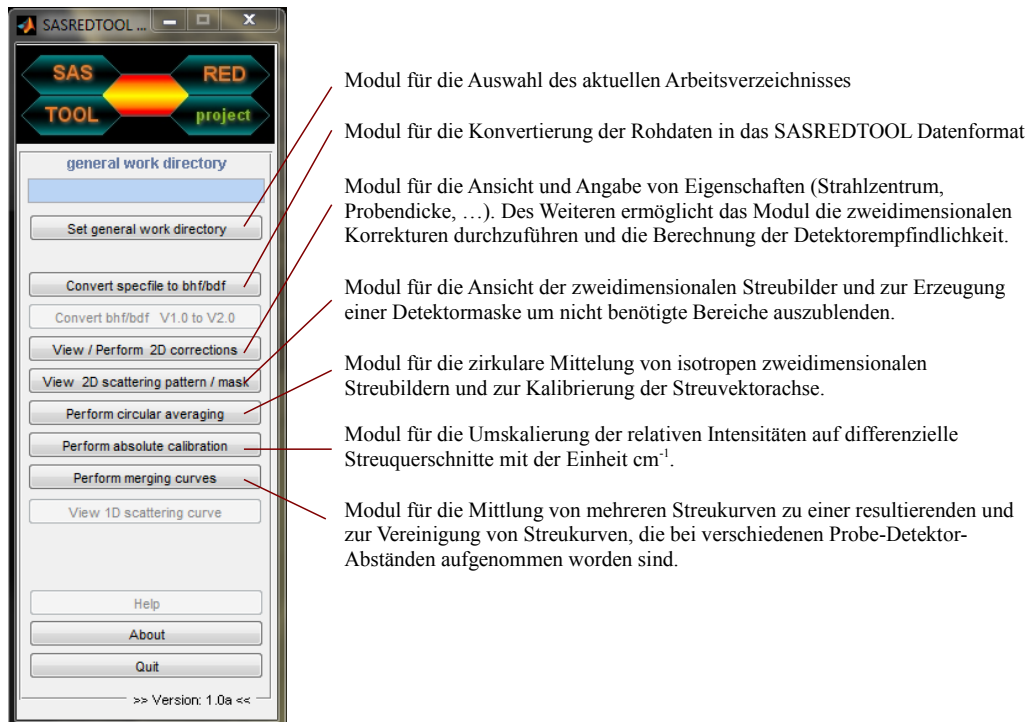 SASREDTOOL ...
SAS RED
TOOL project
general work directory
Set general work directory
Convert specfile to bhf/bdf
Convert bhf/bdf V1.0 to V2.0
View / Perform 2D corrections
View 2D scattering pattern / mask
Perform circular averaging
Perform absolute calibration
Perform merging curves
View 1D scattering curve
Help
About
Quit
>> Version: 1.0a <<
Modul für die Auswahl des aktuellen Arbeitsverzeichnisses
Modul für die Konvertierung der Rohdaten in das SASREDTOOL Datenformat
Modul für die Ansicht und Angabe von Eigenschaften (Strahlzentrum,
Probendicke, …). Des Weiteren ermöglicht das Modul die zweidimensionalen
Korrekturen durchzuführen und die Berechnung der Detektorempfindlichkeit.
Modul für die Ansicht der zweidimensionalen Streubilder und zur Erzeugung
einer Detektormaske um nicht benötigte Bereiche auszublenden.
Modul für die zirkulare Mittelung von isotropen zweidimensionalen
Streubildern und zur Kalibrierung der Streuvektorachse.
Modul für die Umskalierung der relativen Intensitäten auf differenzielle
Streuquerschnitte mit der Einheit cm⁻¹.
Modul für die Mittlung von mehreren Streukurven zu einer resultierenden und
zur Vereinigung von Streukurven, die bei verschiedenen Probe-Detektor-
Abständen aufgenommen worden sind.